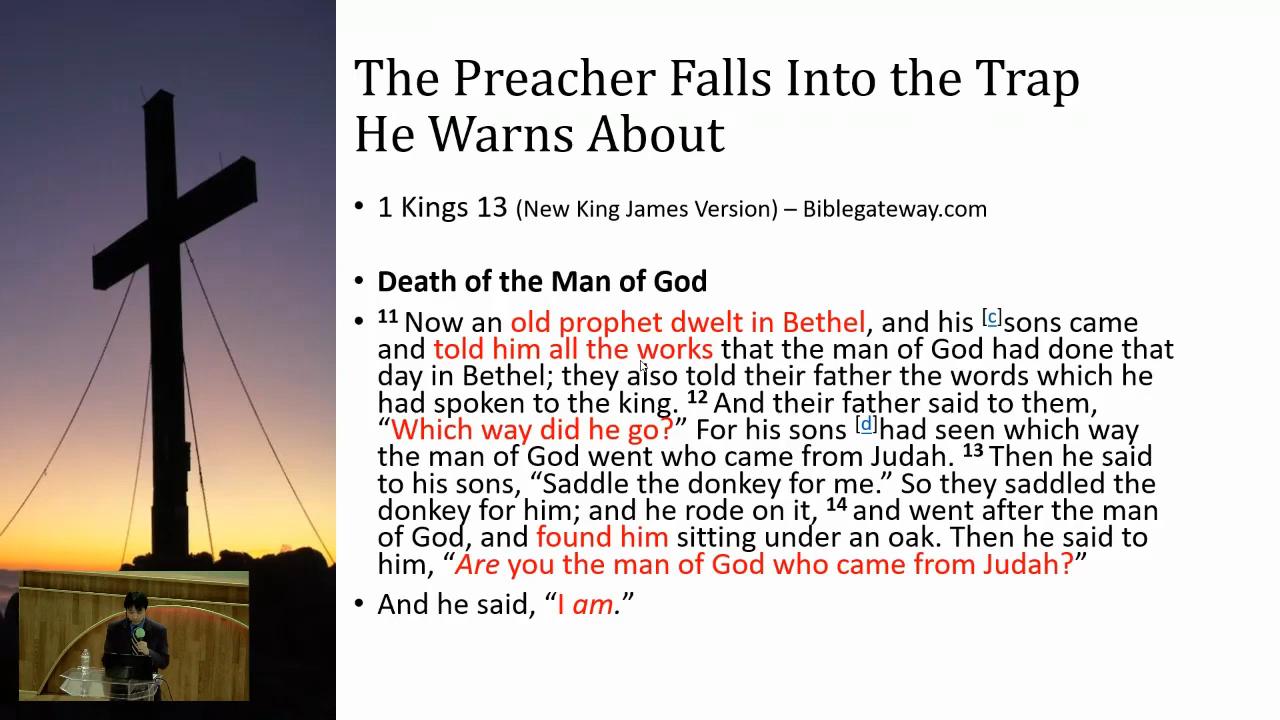 The Preacher Falls Into the Trap
He Warns About
• 1 Kings 13 (New King James Version) – Biblegateway.com
• Death of the Man of God
• 11 Now an old prophet dwelt in Bethel, and his [c]sons came
and told him all the works that the man of God had done that
day in Bethel; they also told their father the words which he
had spoken to the king. 12 And their father said to them,
“Which way did he go?” For his sons [d]had seen which way
the man of God went who came from Judah. 13 Then he said
to his sons, “Saddle the donkey for me.” So they saddled the
donkey for him; and he rode on it, 14 and went after the man
of God, and found him sitting under an oak. Then he said to
him, “Are you the man of God who came from Judah?”
• And he said, “I am.”